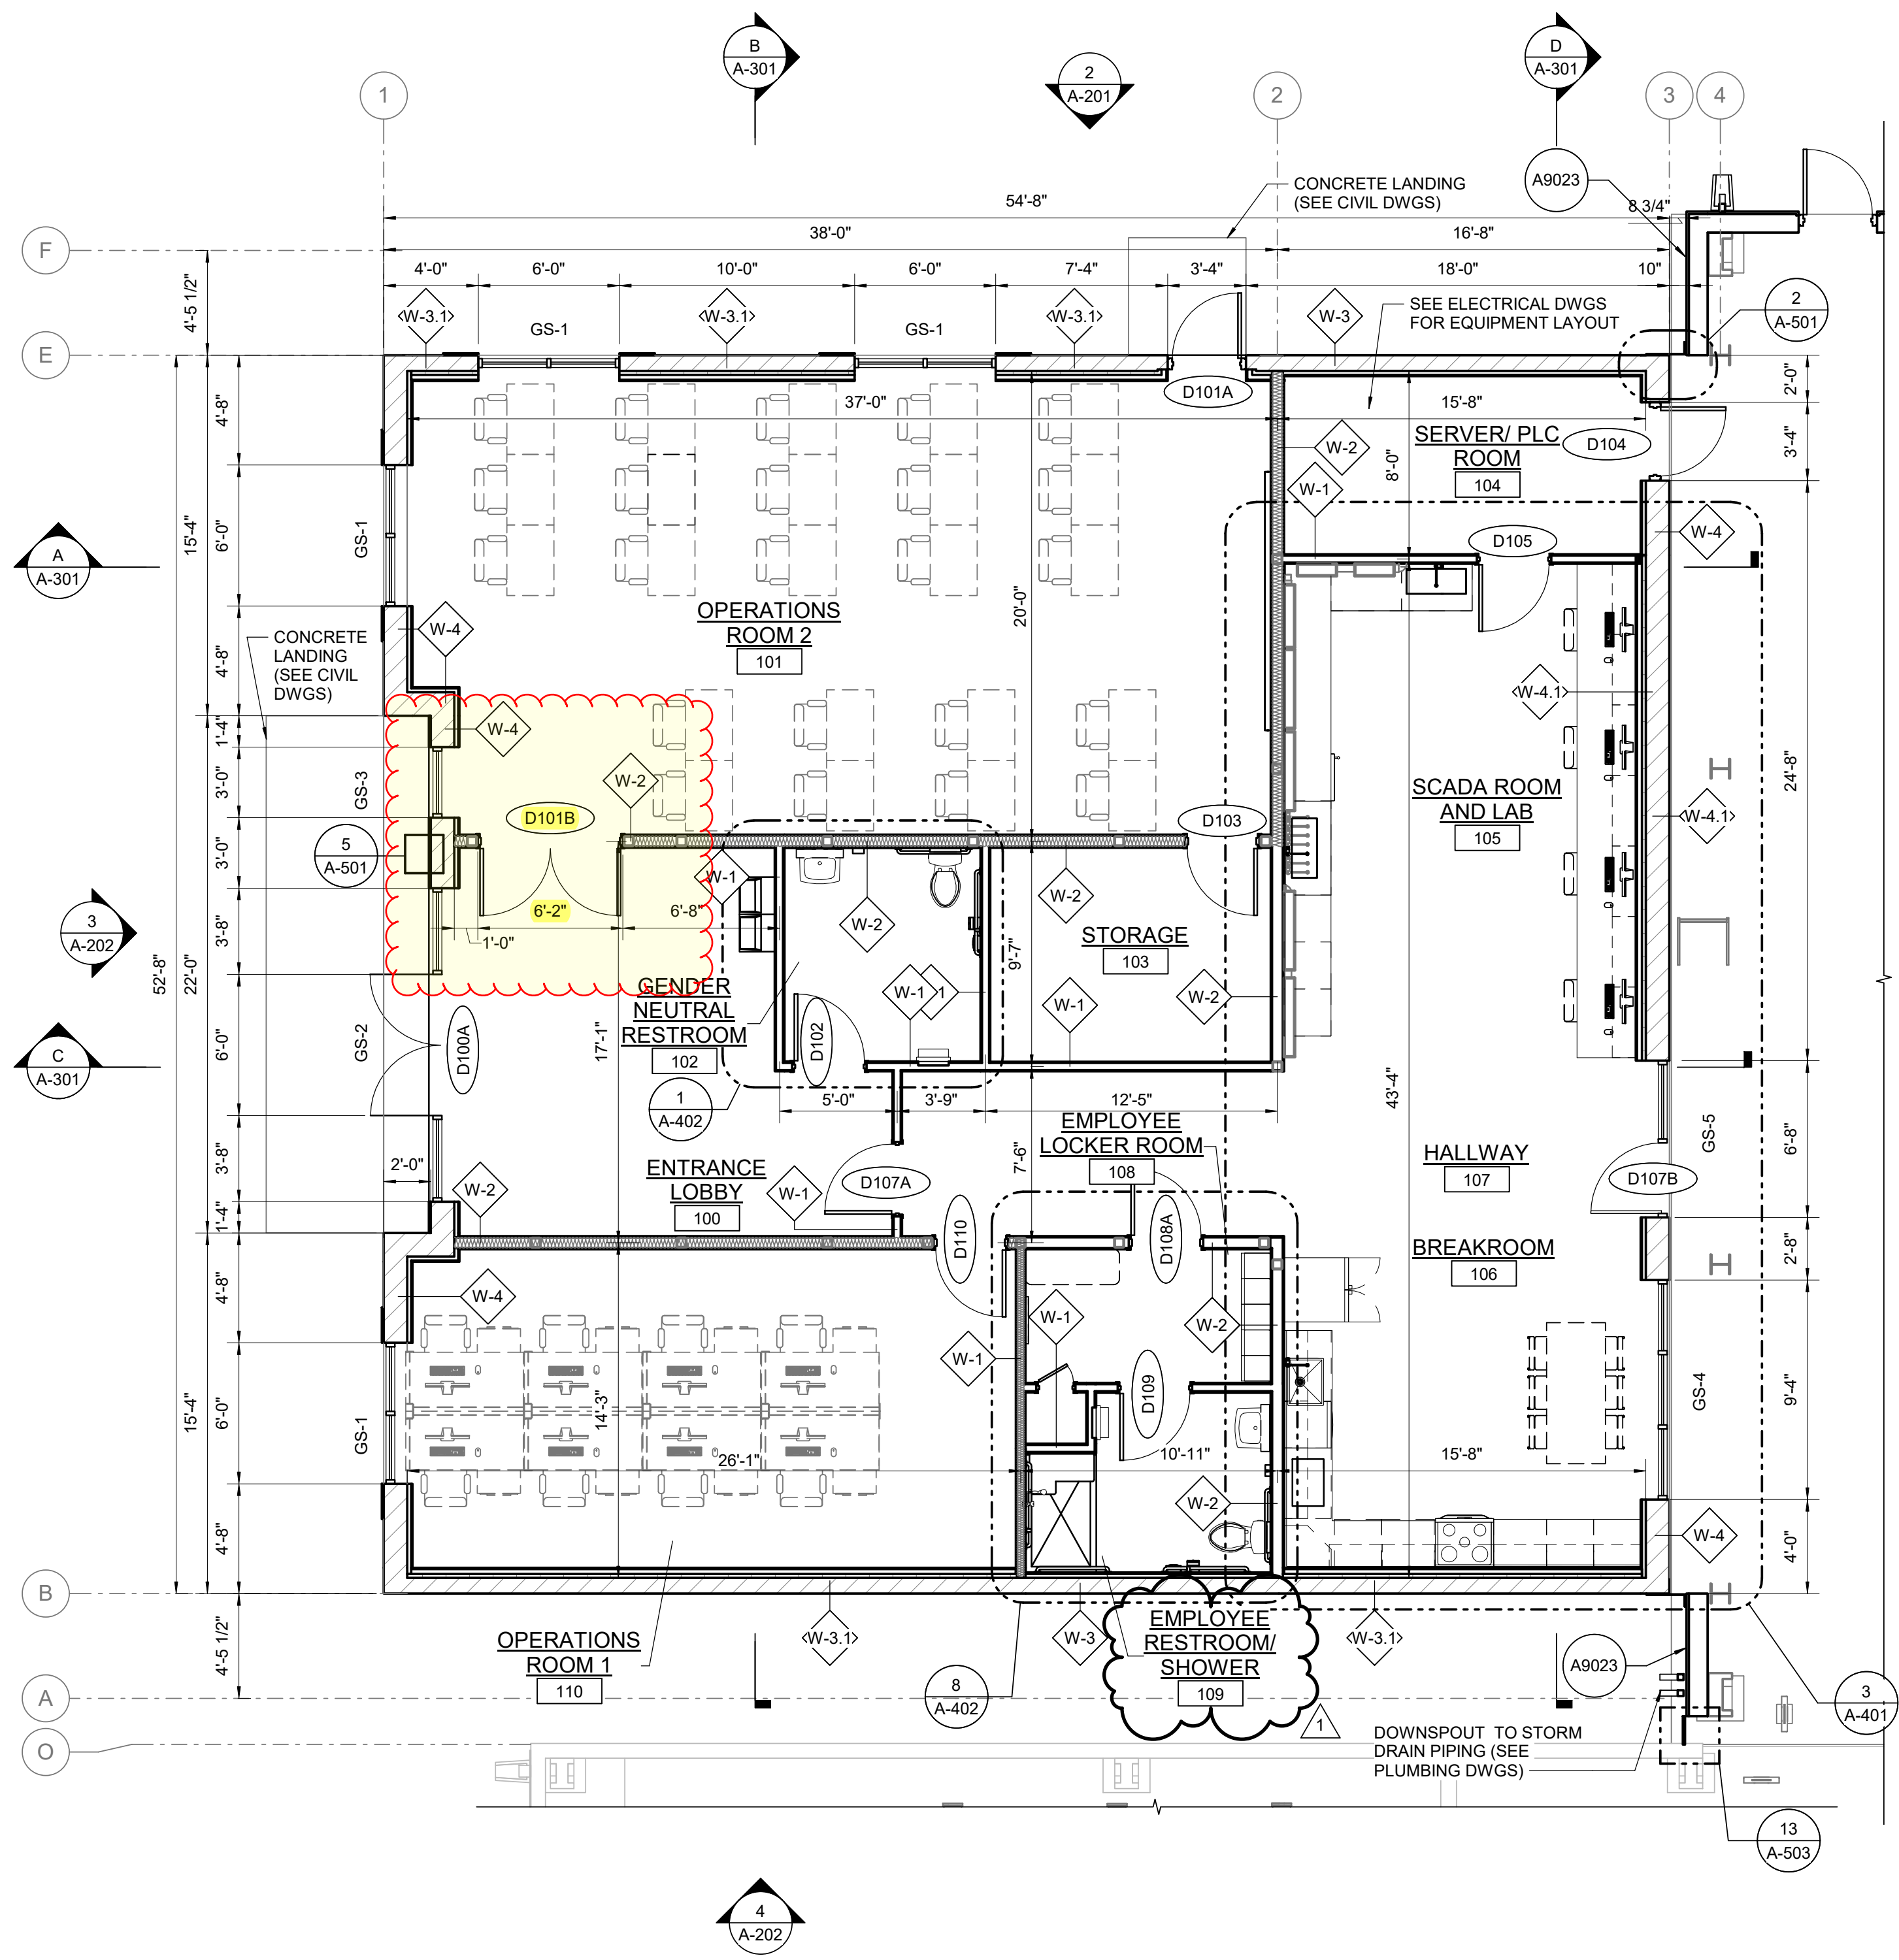 B
A-301
2
A-201
D
A-301
1
2
3
4
A9023
CONCRETE LANDING
(SEE CIVIL DWGS)
54'-8"
8 3/4"
F
38'-0"
16'-8"
4'-0"
6'-0"
10'-0"
6'-0"
7'-4"
3'-4"
18'-0"
10"
4'-5 1/2"
W-3.1
GS-1
W-3.1
GS-1
W-3.1
W-3
SEE ELECTRICAL DWGS
FOR EQUIPMENT LAYOUT
2
A-501
E
D101A
2'-0"
4'-8"
37'-0"
15'-8"
SERVER/ PLC
ROOM
104
D104
3'-4"
W-2
8'-0"
W-1
15'-4"
6'-0"
GS-1
D105
W-4
A
A-301
OPERATIONS
ROOM 2
101
20'-0"
W-4
CONCRETE
LANDING
(SEE CIVIL
DWGS)
4'-8"
W-4.1
1'-4"
W-4
3'-0"
GS-3
W-2
24'-8"
SCADA ROOM
AND LAB
105
W-4.1
D101B
D103
5
A-501
3'-0"
W-1
W-2
W-2
3
A-202
3'-8"
6'-2"
6'-8"
1'-0"
STORAGE
103
9'-7"
52'-8"
22'-0"
GENDER
NEUTRAL
RESTROOM
102
W-1
1
W-1
W-2
C
A-301
6'-0"
GS-2
D100A
17'-1"
D102
1
A-402
5'-0"
3'-9"
12'-5"
43'-4"
EMPLOYEE
LOCKER ROOM
108
GS-5
6'-8"
3'-8"
2'-0"
W-2
ENTRANCE
LOBBY
100
W-1
D107A
7'-6"
HALLWAY
107
D107B
1'-4"
D110
D108A
BREAKROOM
106
2'-8"
4'-8"
W-4
W-1
W-1
W-2
15'-4"
6'-0"
GS-1
14'-3"
D109
GS-4
9'-4"
26'-1"
10'-11"
15'-8"
W-2
4'-8"
W-4
4'-0"
B
4'-5 1/2"
OPERATIONS
ROOM 1
110
W-3.1
W-3
EMPLOYEE
RESTROOM/
SHOWER
109
W-3.1
A9023
A
8
A-402
1
3
A-401
O
DOWNSPOUT TO STORM
DRAIN PIPING (SEE
PLUMBING DWGS)
13
A-503
4
A-202